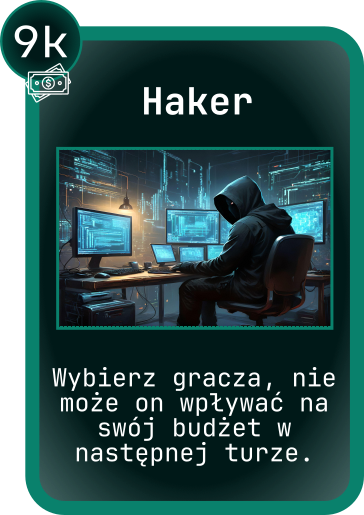 9k
Haker
Wybierz gracza, nie
może on wpływać na
swój budżet w
następnej turze.